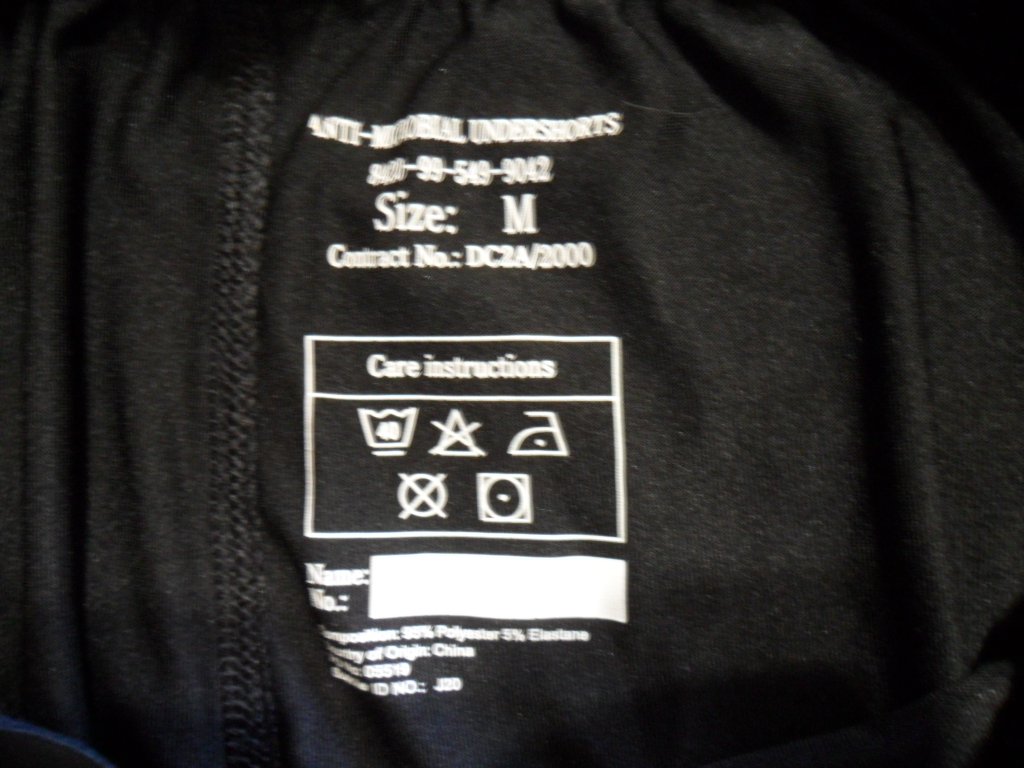 ANTI-MICROBIAL UNDERSHORTS
8420-99-549-9042
Size: M
Contract No.: DC2A/2000
Care instructions
40
Name:
No.:
Composition: 95% Polyester 5% Elastane
Country of Origin: China
ID NO.: J20